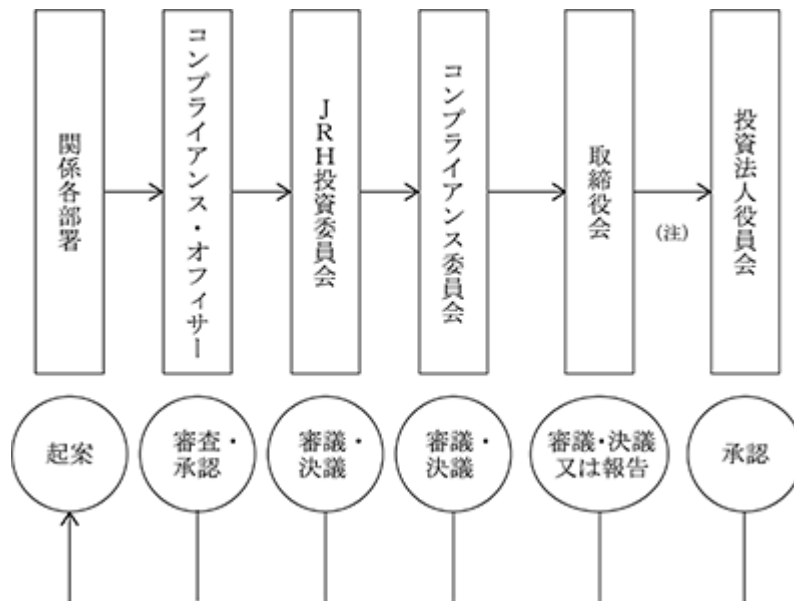 関係各部署
コンプライアンス・オフィサー
JRH投資委員会
コンプライアンス委員会
取締役会
(注)
投資法人役員会
起案
審査・
承認
審議・
決議
審議・
決議
審議・決議
又は報告
承認